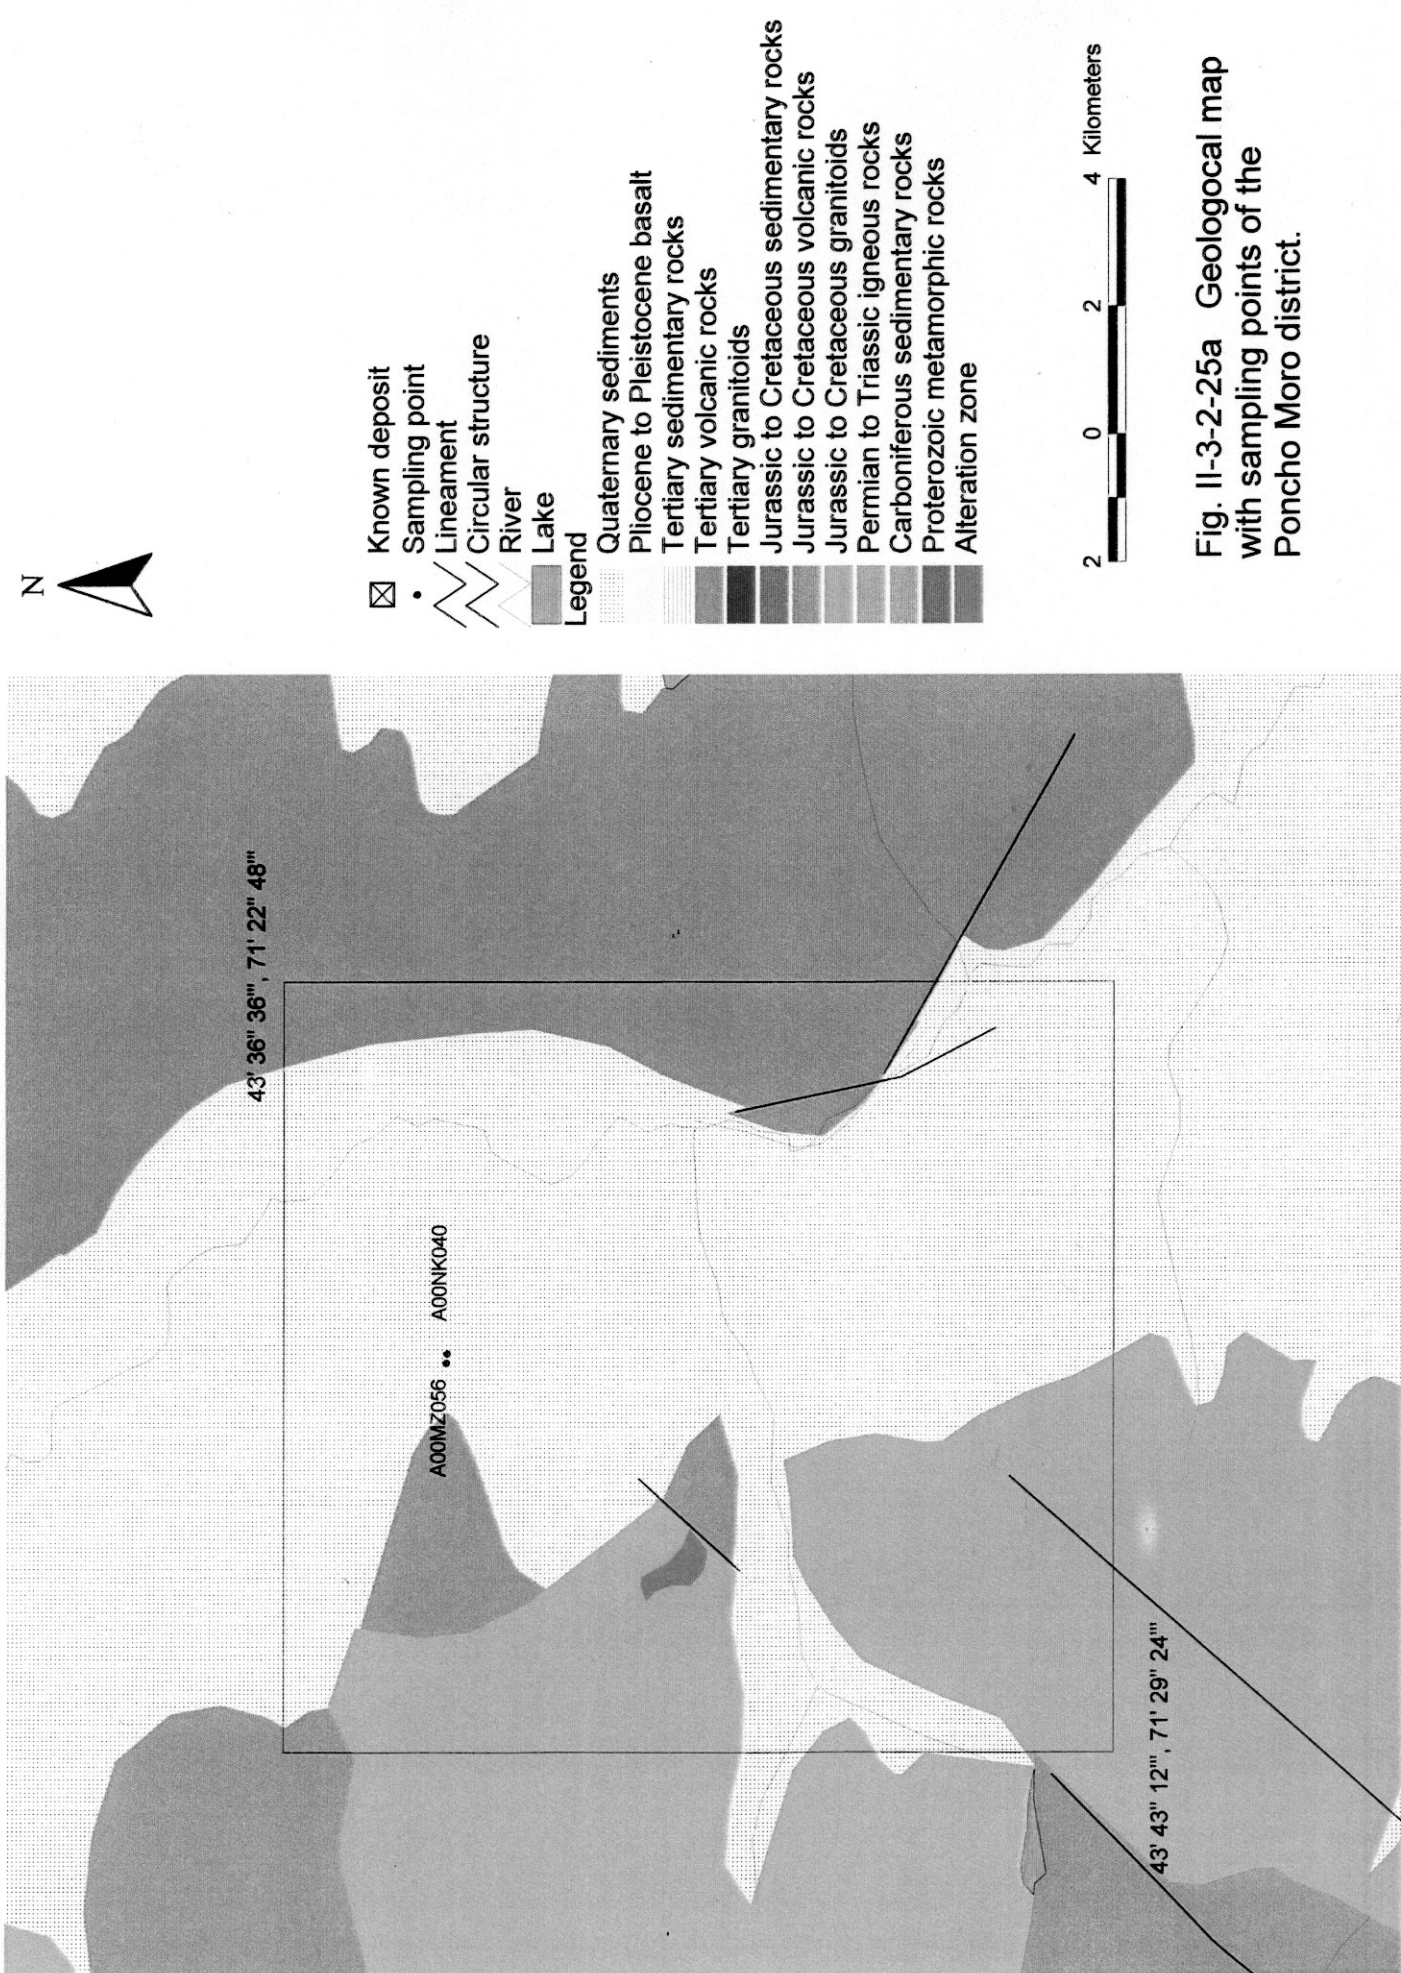 N
Known deposit
Sampling point
Lineament
Circular structure
River
Lake
Legend
Quaternary sediments
Pliocene to Pleistocene basalt
Tertiary sedimentary rocks
Tertiary volcanic rocks
Tertiary granitoids
Jurassic to Cretaceous sedimentary rocks
Jurassic to Cretaceous volcanic rocks
Jurassic to Cretaceous granitoids
Permian to Triassic igneous rocks
Carboniferous sedimentary rocks
Proterozoic metamorphic rocks
Alteration zone
2 0 2 4 Kilometers
Fig. II-3-2-25a Geologocal map
with sampling points of the
Poncho Moro district.
43' 36" 36''', 71' 22" 48'''
A00MZ056 A00NK040
43' 43" 12''', 71' 29" 24'''